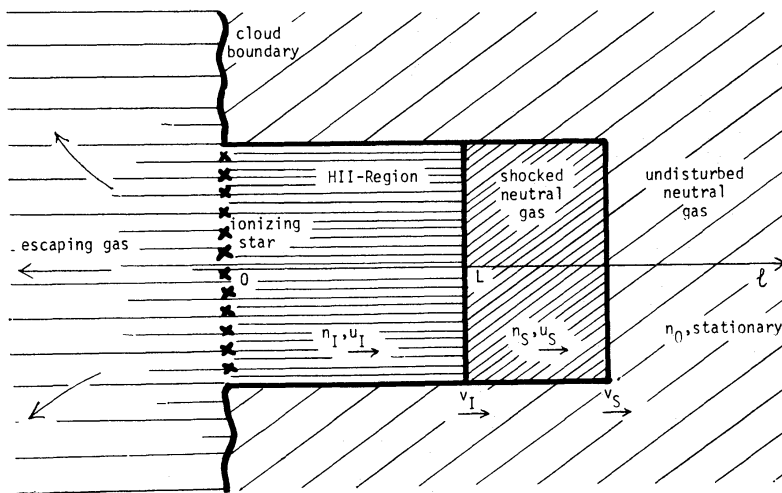 cloud
boundary
HII-Region
shocked
neutral
gas
undisturbed
neutral
gas
ionizing
star
escaping gas
0
L
ℓ
n_I,u_I
n_S,u_S
n_0,stationary
v_I
v_S